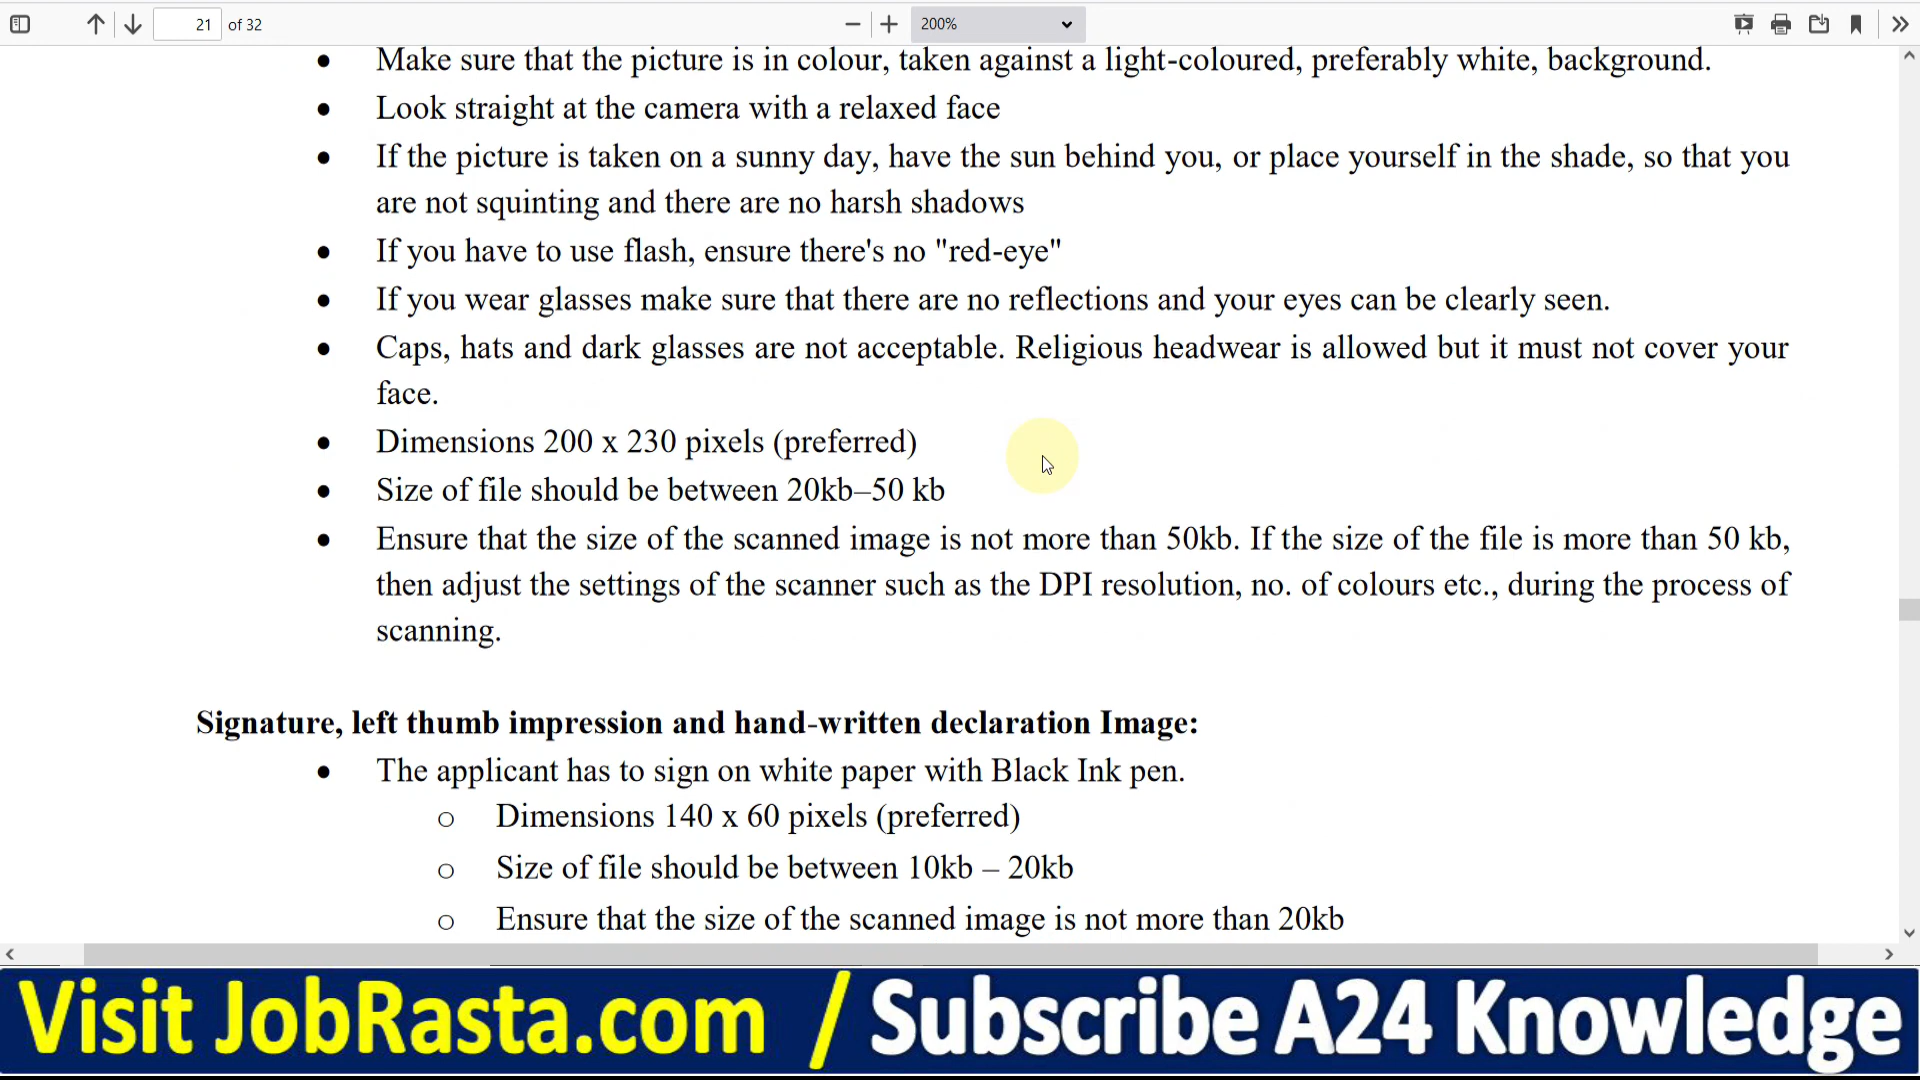 21 of 32
200%
• Make sure that the picture is in colour, taken against a light-coloured, preferably white, background.
• Look straight at the camera with a relaxed face
• If the picture is taken on a sunny day, have the sun behind you, or place yourself in the shade, so that you
are not squinting and there are no harsh shadows
• If you have to use flash, ensure there's no "red-eye"
• If you wear glasses make sure that there are no reflections and your eyes can be clearly seen.
• Caps, hats and dark glasses are not acceptable. Religious headwear is allowed but it must not cover your
face.
• Dimensions 200 x 230 pixels (preferred)
• Size of file should be between 20kb–50 kb
• Ensure that the size of the scanned image is not more than 50kb. If the size of the file is more than 50 kb,
then adjust the settings of the scanner such as the DPI resolution, no. of colours etc., during the process of
scanning.
Signature, left thumb impression and hand-written declaration Image:
• The applicant has to sign on white paper with Black Ink pen.
o Dimensions 140 x 60 pixels (preferred)
o Size of file should be between 10kb – 20kb
o Ensure that the size of the scanned image is not more than 20kb
Visit JobRasta.com / Subscribe A24 Knowledge